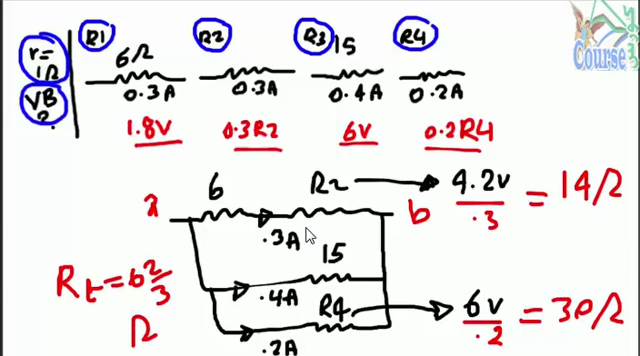 r= 1Ω
VB ?
R1 R2 R3 R4
6Ω 15
0.3A 0.3A 0.4A 0.2A
1.8V 0.3R2 6V 0.2R4
a 6 R2 b 4.2v/.3 = 14Ω
.3A
15
.4A
R4 6v/.2 = 30Ω
.2A
Rt=6 2/3
Ω
Course